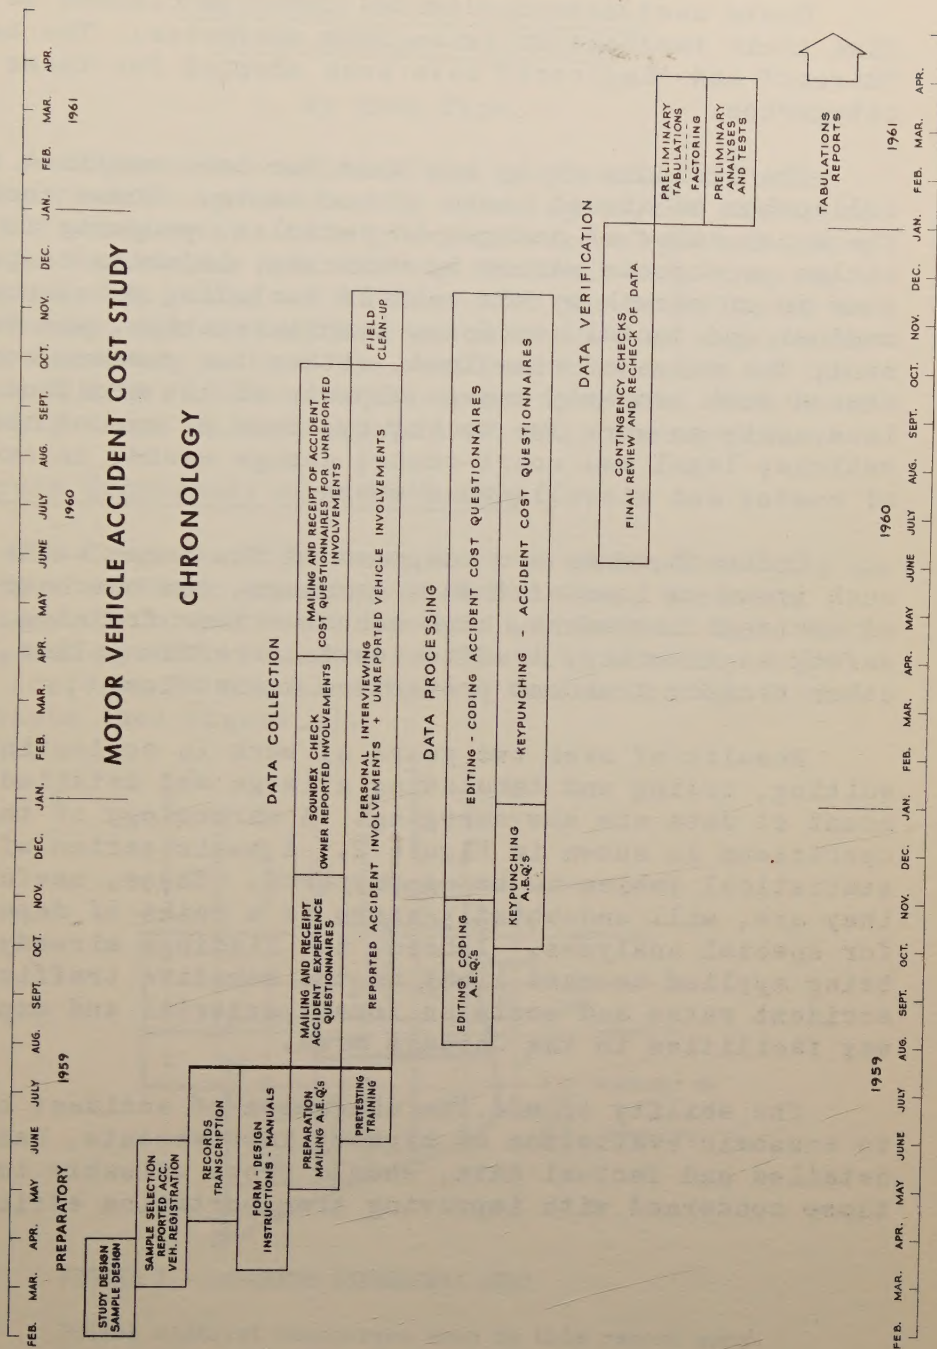 FEB. MAR. APR. MAY JUNE JULY AUG. SEPT. OCT. NOV. DEC. JAN. FEB. MAR. APR. MAY JUNE JULY AUG. SEPT. OCT. NOV. DEC. JAN. FEB. MAR. APR.
1959 1960 1961
MOTOR VEHICLE ACCIDENT COST STUDY
CHRONOLOGY
PREPARATORY
STUDY DESIGN
SAMPLE DESIGN
SAMPLE SELECTION
REPORTED ACC.
VEH. REGISTRATION
RECORDS
TRANSCRIPTION
FORM - DESIGN
INSTRUCTIONS - MANUALS
PREPARATION
MAILING A.E.Q.'s
PRETESTING
TRAINING
DATA COLLECTION
MAILING AND RECEIPT
ACCIDENT EXPERIENCE
QUESTIONNAIRES
SOUNDEX CHECK
OWNER REPORTED INVOLVEMENTS
MAILING AND RECEIPT OF ACCIDENT
COST QUESTIONNAIRES FOR UNREPORTED
INVOLVEMENTS
PERSONAL INTERVIEWING
REPORTED ACCIDENT INVOLVEMENTS + UNREPORTED VEHICLE INVOLVEMENTS
FIELD
CLEAN-UP
DATA PROCESSING
EDITING CODING
A.E.Q.'s
EDITING - CODING ACCIDENT COST QUESTIONNAIRES
KEYPUNCHING
A.E.Q.'s
KEYPUNCHING - ACCIDENT COST QUESTIONNAIRES
DATA VERIFICATION
CONTINGENCY CHECKS
FINAL REVIEW AND RECHECK OF DATA
PRELIMINARY
TABULATIONS
FACTORING
PRELIMINARY
ANALYSES
AND TESTS
TABULATIONS
REPORTS
1959 1960 1961
FEB. MAR. APR. MAY JUNE JULY AUG. SEPT. OCT. NOV. DEC. JAN. FEB. MAR. APR. MAY JUNE JULY AUG. SEPT. OCT. NOV. DEC. JAN. FEB. MAR. APR.